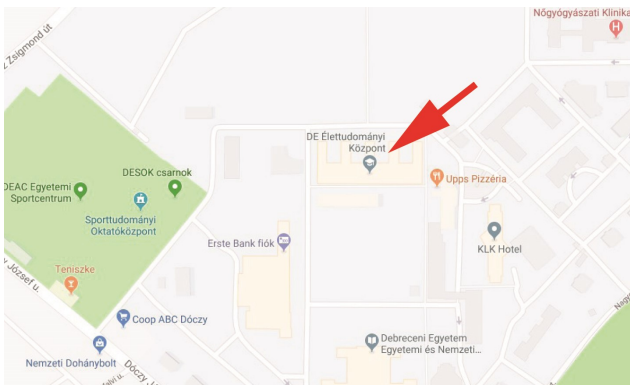 Nőgyógyászati Klinika
Zsigmond út
DE Élettudományi
Központ
DESOK csarnok
DEAC Egyetemi
Sportcentrum
Upps Pizzéria
Sporttudományi
Oktatóközpont
Erste Bank fiók
KLK Hotel
József u.
Teniszke
Coop ABC Dóczy
Debreceni Egyetem
Egyetemi és Nemzeti...
Nemzeti Dohánybolt
Dóczy